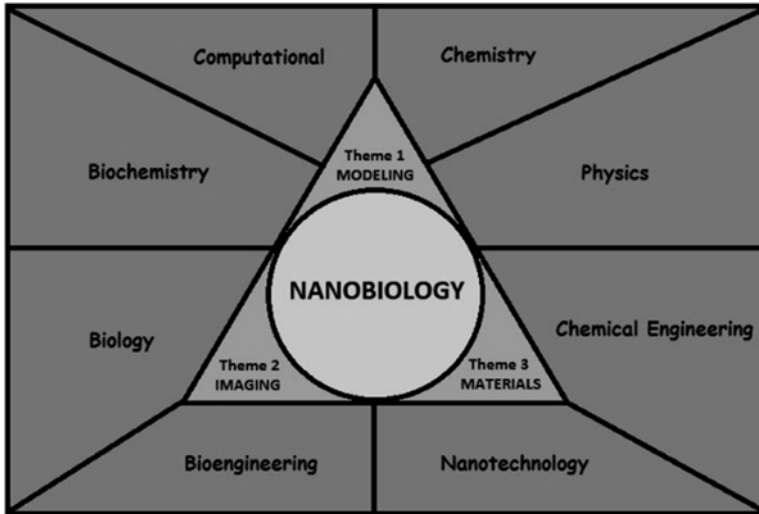 Computational
Chemistry
Biochemistry
Theme 1
MODELING
Physics
NANOBIOLOGY
Biology
Chemical Engineering
Theme 2
IMAGING
Theme 3
MATERIALS
Bioengineering
Nanotechnology